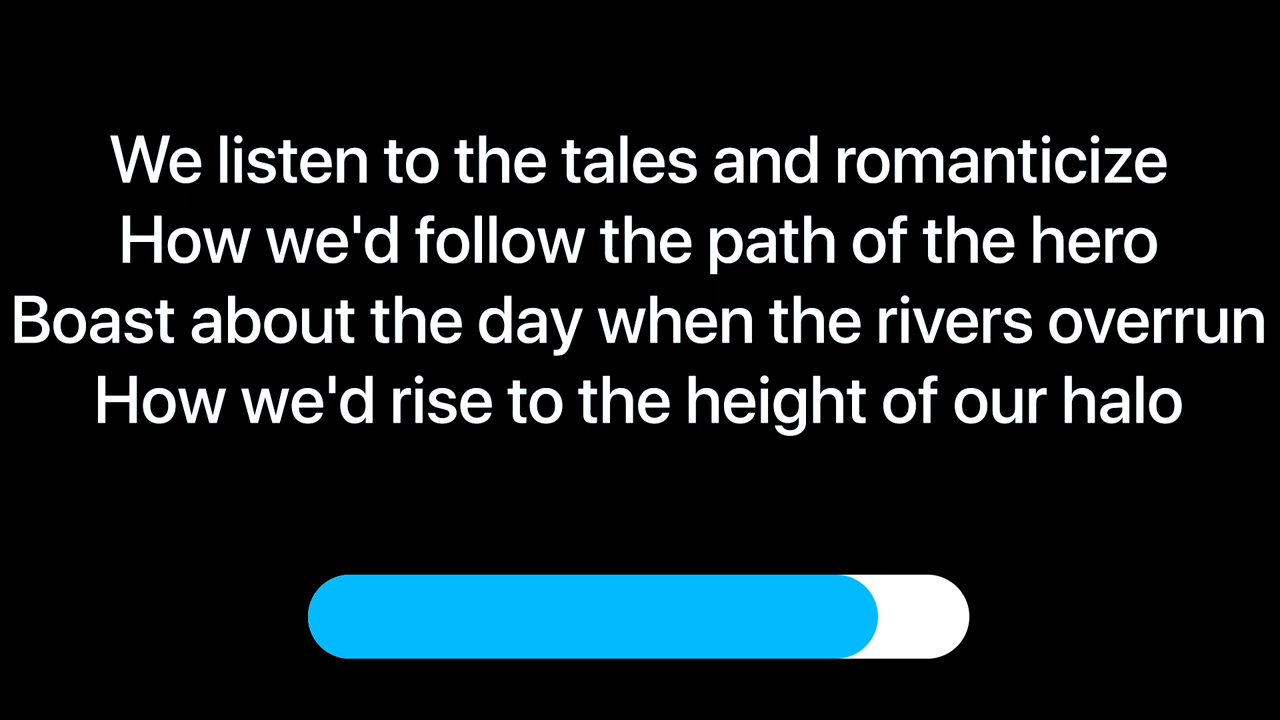 We listen to the tales and romanticize
How we'd follow the path of the hero
Boast about the day when the rivers overrun
How we'd rise to the height of our halo